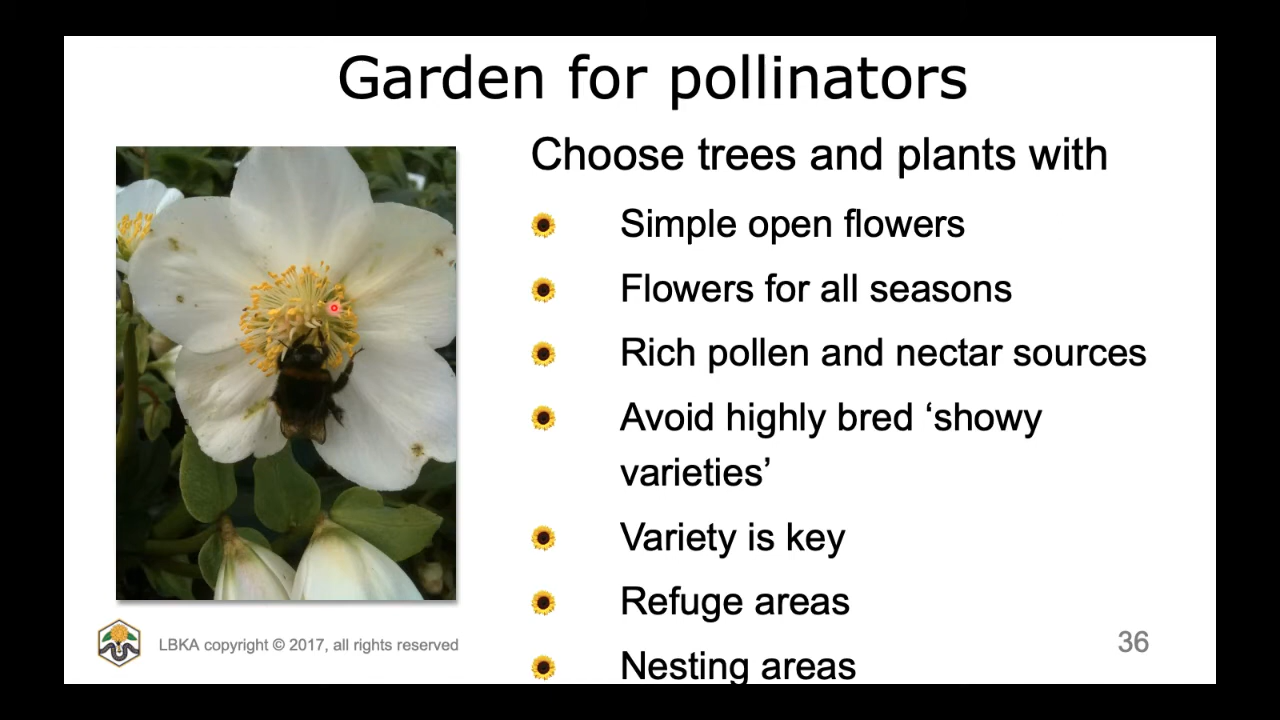 Garden for pollinators
Choose trees and plants with
Simple open flowers
Flowers for all seasons
Rich pollen and nectar sources
Avoid highly bred ‘showy
varieties’
Variety is key
Refuge areas
Nesting areas
LBKA copyright © 2017, all rights reserved
36